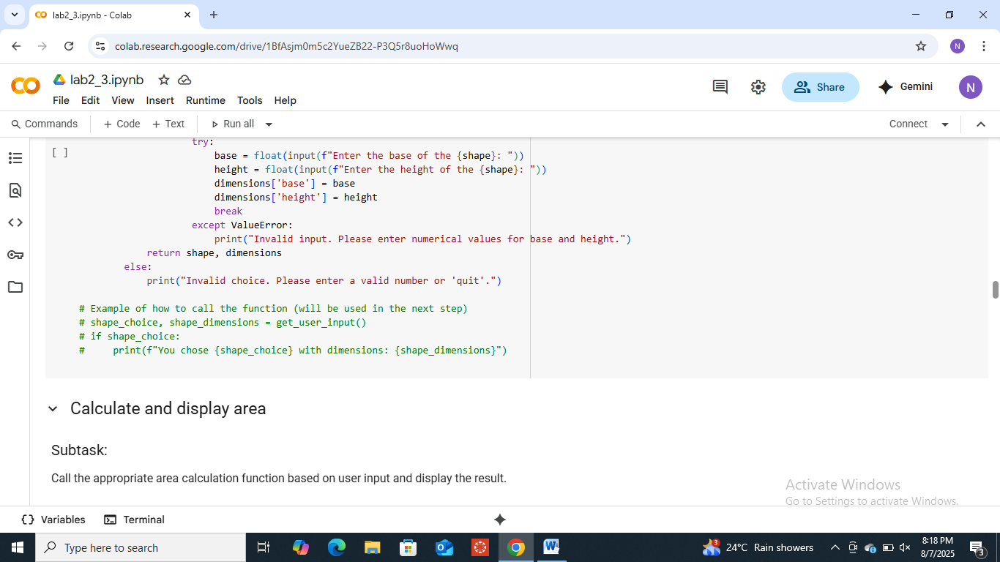 lab2_3.ipynb - Colab
colab.research.google.com/drive/1BfAsjm0m5c2YueZB22-P3Q5r8uoHoWwq
N
lab2_3.ipynb
File Edit View Insert Runtime Tools Help
Share
Gemini
N
Commands + Code + Text Run all
Connect
[ ]
try:
base = float(input(f"Enter the base of the {shape}: "))
height = float(input(f"Enter the height of the {shape}: "))
dimensions['base'] = base
dimensions['height'] = height
break
except ValueError:
print("Invalid input. Please enter numerical values for base and height.")
return shape, dimensions
else:
print("Invalid choice. Please enter a valid number or 'quit'.")
# Example of how to call the function (will be used in the next step)
# shape_choice, shape_dimensions = get_user_input()
# if shape_choice:
#     print(f"You chose {shape_choice} with dimensions: {shape_dimensions}")
Calculate and display area
Subtask:
Call the appropriate area calculation function based on user input and display the result.
Activate Windows
Go to Settings to activate Windows.
Variables
Terminal
Type here to search
3
24°C Rain showers
8:18 PM
8/7/2025
3